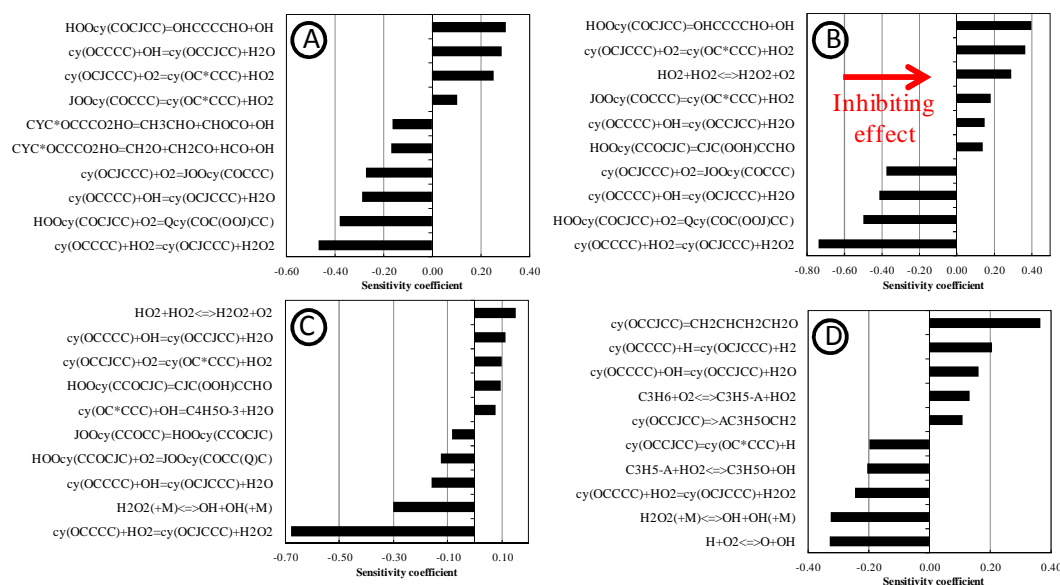 A
HOOcy(COCJCC)=OHCCCCHO+OH
cy(OCCCC)+OH=cy(OCCJCC)+H2O
cy(OCJCCC)+O2=cy(OC*CCC)+HO2
JOOcy(COCCC)=cy(OC*CCC)+HO2
CYC*OCCCO2HO=CH3CHO+CHOCO+OH
CYC*OCCCO2HO=CH2O+CH2CO+HCO+OH
cy(OCJCCC)+O2=JOOcy(COCCC)
cy(OCCCC)+OH=cy(OCJCCC)+H2O
HOOcy(COCJCC)+O2=Qcy(COC(OOJ)CC)
cy(OCCCC)+HO2=cy(OCJCCC)+H2O2
-0.60 -0.40 -0.20 0.00 0.20 0.40
Sensitivity coefficient
B
HOOcy(COCJCC)=OHCCCCHO+OH
cy(OCJCCC)+O2=cy(OC*CCC)+HO2
HO2+HO2<=>H2O2+O2
JOOcy(COCCC)=cy(OC*CCC)+HO2
cy(OCCCC)+OH=cy(OCCJCC)+H2O
HOOcy(CCOCJC)=CJC(OOH)CCHO
cy(OCJCCC)+O2=JOOcy(COCCC)
cy(OCCCC)+OH=cy(OCJCCC)+H2O
HOOcy(COCJCC)+O2=Qcy(COC(OOJ)CC)
cy(OCCCC)+HO2=cy(OCJCCC)+H2O2
Inhibiting
effect
-0.80 -0.60 -0.40 -0.20 0.00 0.20 0.40
Sensitivity coefficient
C
HO2+HO2<=>H2O2+O2
cy(OCCCC)+OH=cy(OCCJCC)+H2O
cy(OCCJCC)+O2=cy(OC*CCC)+HO2
HOOcy(CCOCJC)=CJC(OOH)CCHO
cy(OC*CCC)+OH=C4H5O-3+H2O
JOOcy(CCOCC)=HOOcy(CCOCJC)
HOOcy(CCOCJC)+O2=JOOcy(COCC(Q)C)
cy(OCCCC)+OH=cy(OCJCCC)+H2O
H2O2(+M)<=>OH+OH(+M)
cy(OCCCC)+HO2=cy(OCJCCC)+H2O2
-0.70 -0.50 -0.30 -0.10 0.10
Sensitivity coefficient
D
cy(OCCJCC)=CH2CHCH2CH2O
cy(OCCCC)+H=cy(OCJCCC)+H2
cy(OCCCC)+OH=cy(OCCJCC)+H2O
C3H6+O2<=>C3H5-A+HO2
cy(OCCJCC)=>AC3H5OCH2
cy(OCCJCC)=cy(OC*CCC)+H
C3H5-A+HO2<=>C3H5O+OH
cy(OCCCC)+HO2=cy(OCJCCC)+H2O2
H2O2(+M)<=>OH+OH(+M)
H+O2<=>O+OH
-0.40 -0.20 0.00 0.20 0.40
Sensitivity coefficient